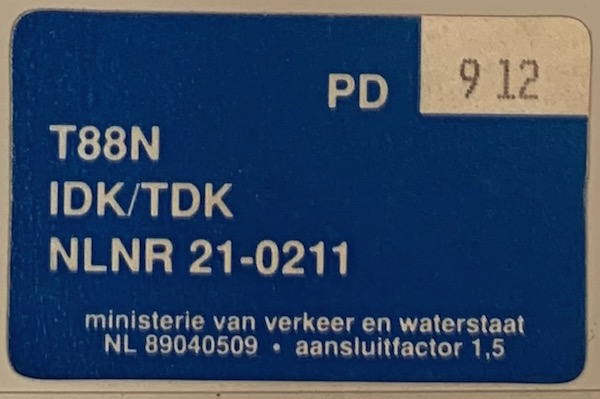 PD 9 12
T88N
IDK/TDK
NLNR 21-0211
ministerie van verkeer en waterstaat
NL 89040509 • aansluitfactor 1,5